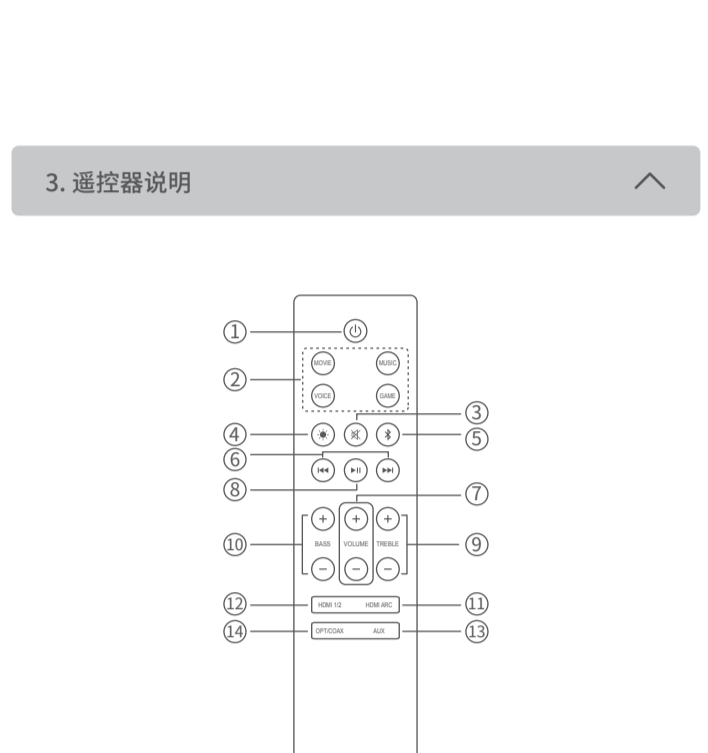 3. 遥控器说明
①
MOVIE MUSIC
②
VOICE GAME
③
④
⑤
⑥
⑧
⑦
⑩ BASS VOLUME TREBLE ⑨
⑫ HDMI 1/2 HDMI ARC ⑪
⑭ OPT/COAX AUX ⑬